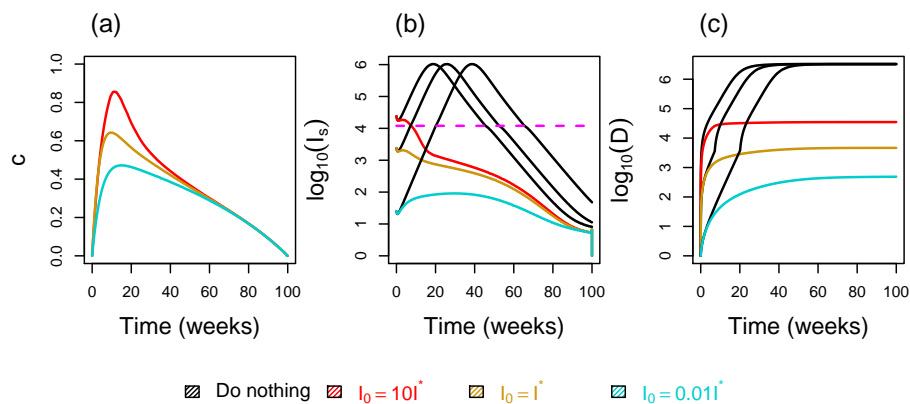 (a) (b) (c)
c
0.0 0.2 0.4 0.6 0.8 1.0
0 20 40 60 80 100
Time (weeks)
log10(Is)
0 1 2 3 4 5 6
0 20 40 60 80 100
Time (weeks)
log10(D)
0 1 2 3 4 5 6
0 20 40 60 80 100
Time (weeks)
Do nothing I0 = 10I* I0 = I* I0 = 0.01I*